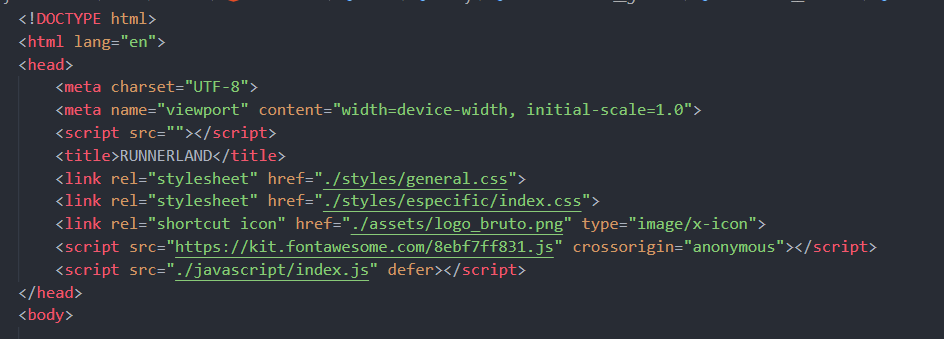 <!DOCTYPE html>
<html lang="en">
<head>
    <meta charset="UTF-8">
    <meta name="viewport" content="width=device-width, initial-scale=1.0">
    <script src=""></script>
    <title>RUNNERLAND</title>
    <link rel="stylesheet" href="./styles/general.css">
    <link rel="stylesheet" href="./styles/especific/index.css">
    <link rel="shortcut icon" href="./assets/logo_bruto.png" type="image/x-icon">
    <script src="https://kit.fontawesome.com/8ebf7ff831.js" crossorigin="anonymous"></script>
    <script src="./javascript/index.js" defer></script>
</head>
<body>